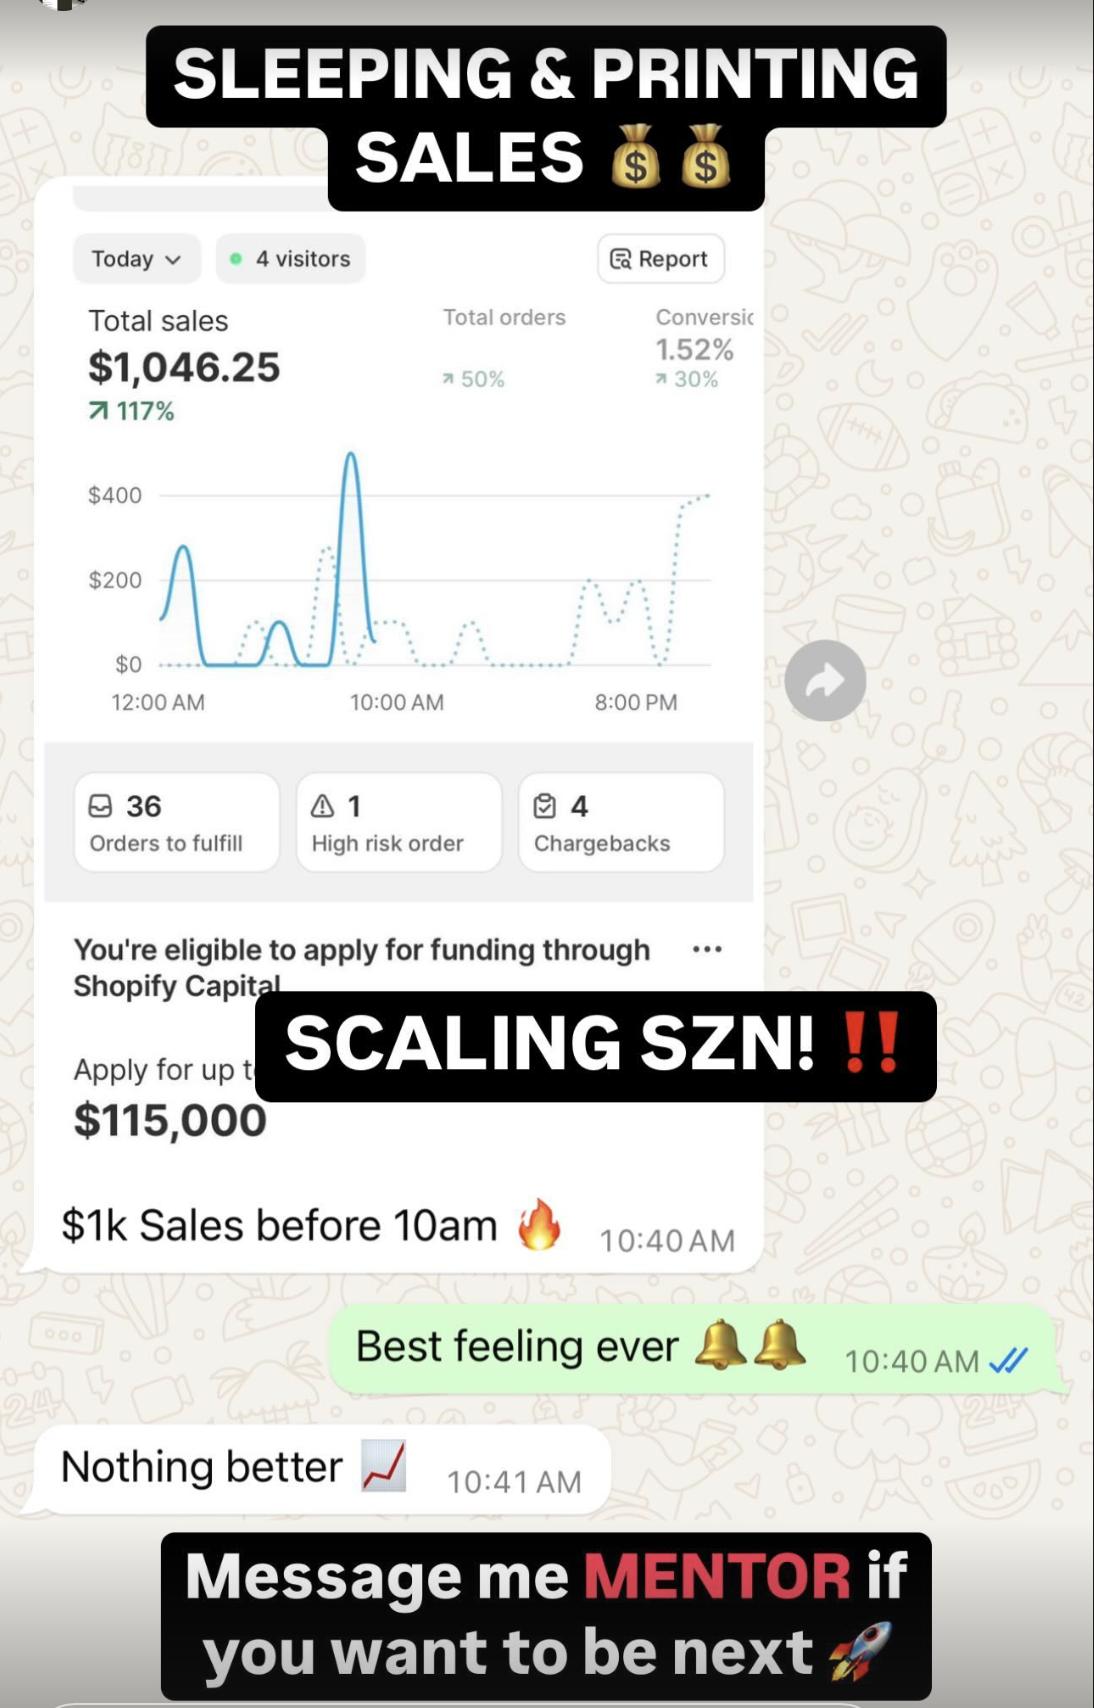 SLEEPING & PRINTING
SALES 💰💰
Today
4 visitors
Report
Total sales
Total orders
$1,046.25
1.52%
117%
50%
30%
$400
$200
$0
12:00 AM
10:00 AM
8:00 PM
36
Orders to fulfill
1
High risk order
4
Chargebacks
You're eligible to apply for funding through
...
Shopify Capital
SCALING SZN! ‼️
Apply for up
$115,000
$1k Sales before 10am 🔥
10:40 AM
Best feeling ever 🔔🔔
10:40 AM
Nothing better 📈
10:41 AM
Message me MENTOR if
you want to be next 🚀